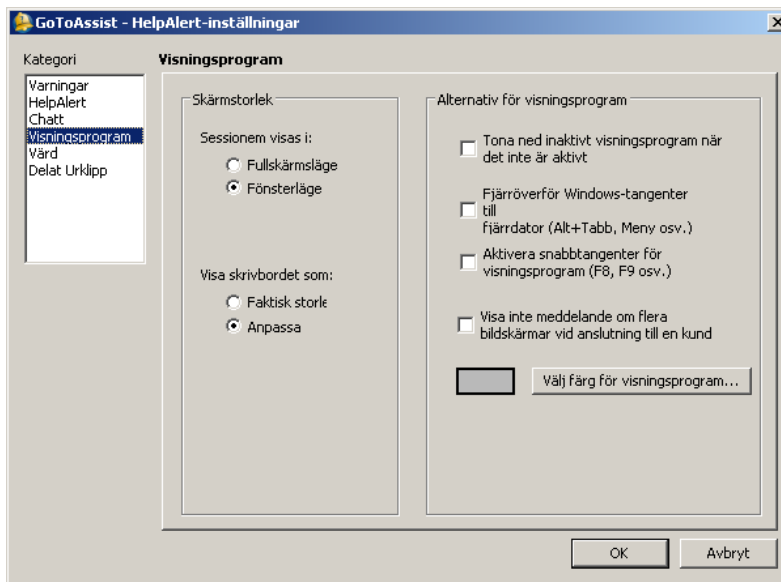 GoToAssist - HelpAlert-inställningar
Kategori
Varningar
HelpAlert
Chatt
Visningsprogram
Värd
Delat Urklipp
Visningsprogram
Skärmstorlek
Sessionem visas i:
Fullskärmsläge
Fönsterläge
Visa skrivbordet som:
Faktisk storle
Anpassa
Alternativ för visningsprogram
Tona ned inaktivt visningsprogram när
det inte är aktivt
Fjärröverför Windows-tangenter
till
fjärrdator (Alt+Tabb, Meny osv.)
Aktivera snabbtangenter för
visningsprogram (F8, F9 osv.)
Visa inte meddelande om flera
bildskärmar vid anslutning till en kund
Välj färg för visningsprogram...
OK
Avbryt